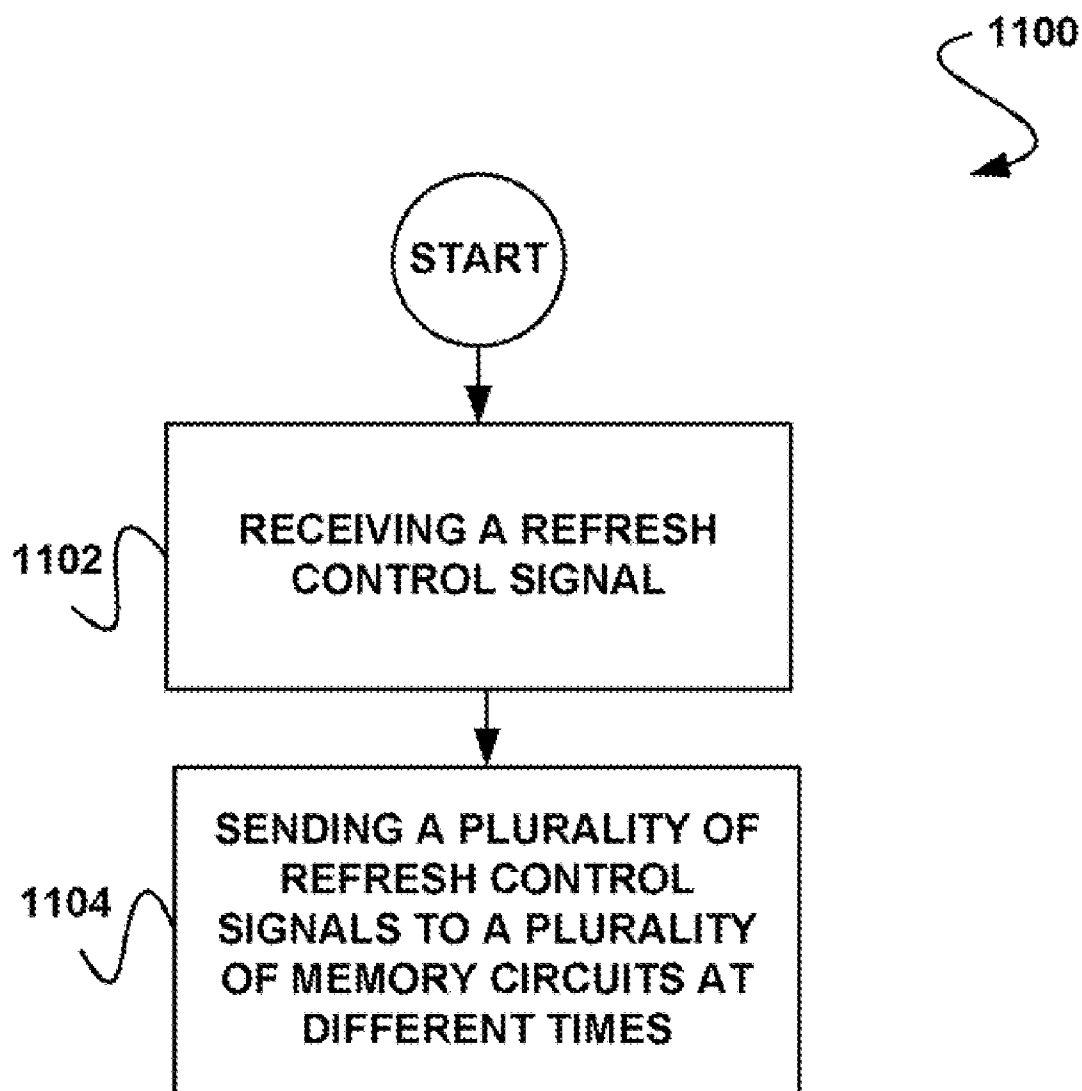 1100
START
1102
RECEIVING A REFRESH
CONTROL SIGNAL
1104
SENDING A PLURALITY OF
REFRESH CONTROL
SIGNALS TO A PLURALITY
OF MEMORY CIRCUITS AT
DIFFERENT TIMES